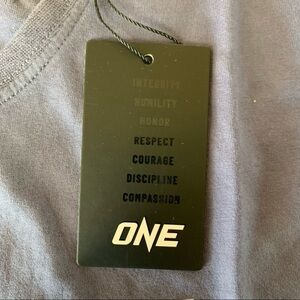 INTEGRITY
HUMILITY
HONOR
RESPECT
COURAGE
DISCIPLINE
COMPASSION
ONE